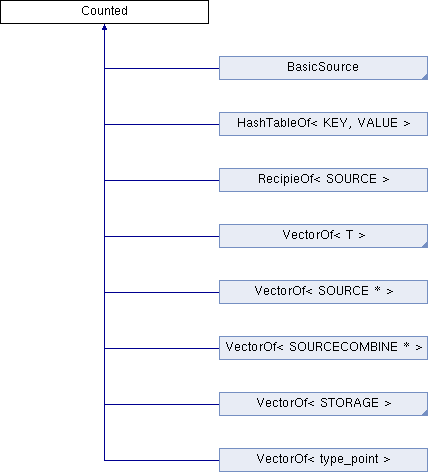 Counted
BasicSource
HashTableOf< KEY, VALUE >
RecipieOf< SOURCE >
VectorOf< T >
VectorOf< SOURCE * >
VectorOf< SOURCECOMBINE * >
VectorOf< STORAGE >
VectorOf< type_point >